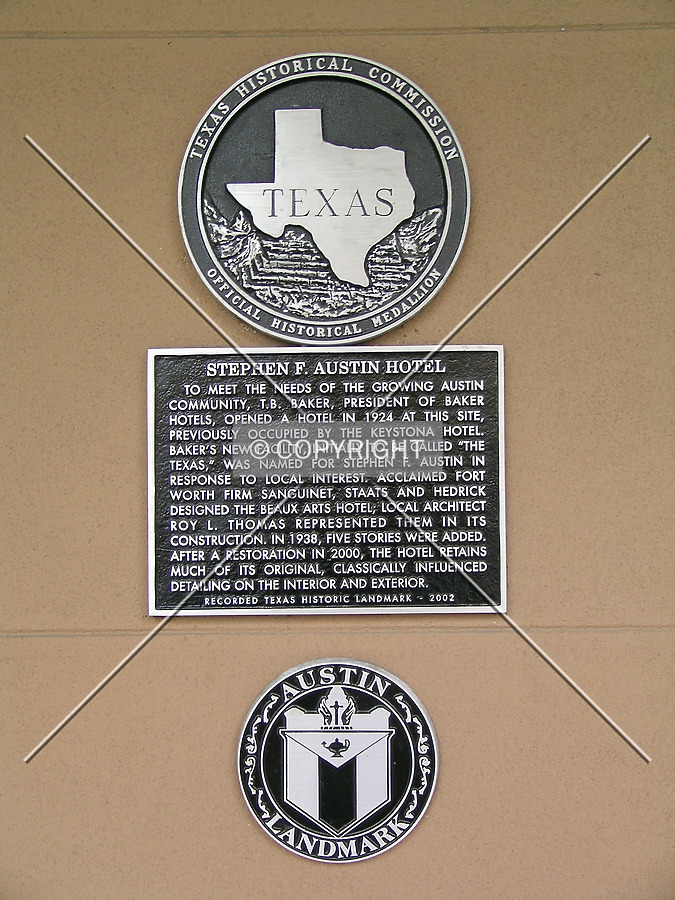 TEXAS HISTORICAL COMMISSION
TEXAS
OFFICIAL HISTORICAL MEDALLION
STEPHEN F. AUSTIN HOTEL
TO MEET THE NEEDS OF THE GROWING AUSTIN
COMMUNITY, T.B. BAKER, PRESIDENT OF BAKER
HOTELS, OPENED A HOTEL IN 1924 AT THIS SITE,
PREVIOUSLY OCCUPIED BY THE KEYSTONA HOTEL.
BAKER'S NEW FACILITY, CALLED "THE
TEXAS," WAS NAMED FOR STEPHEN F. AUSTIN IN
RESPONSE TO LOCAL INTEREST. ACCLAIMED FORT
WORTH FIRM SANGUINET, STAATS AND HEDRICK
DESIGNED THE BEAUX ARTS HOTEL; LOCAL ARCHITECT
ROY L. THOMAS REPRESENTED THEM IN ITS
CONSTRUCTION. IN 1938, FIVE STORIES WERE ADDED.
AFTER A RESTORATION IN 2000, THE HOTEL RETAINS
MUCH OF ITS ORIGINAL, CLASSICALLY INFLUENCED
DETAILING ON THE INTERIOR AND EXTERIOR.
RECORDED TEXAS HISTORIC LANDMARK - 2002
© COPYRIGHT
AUSTIN
LANDMARK